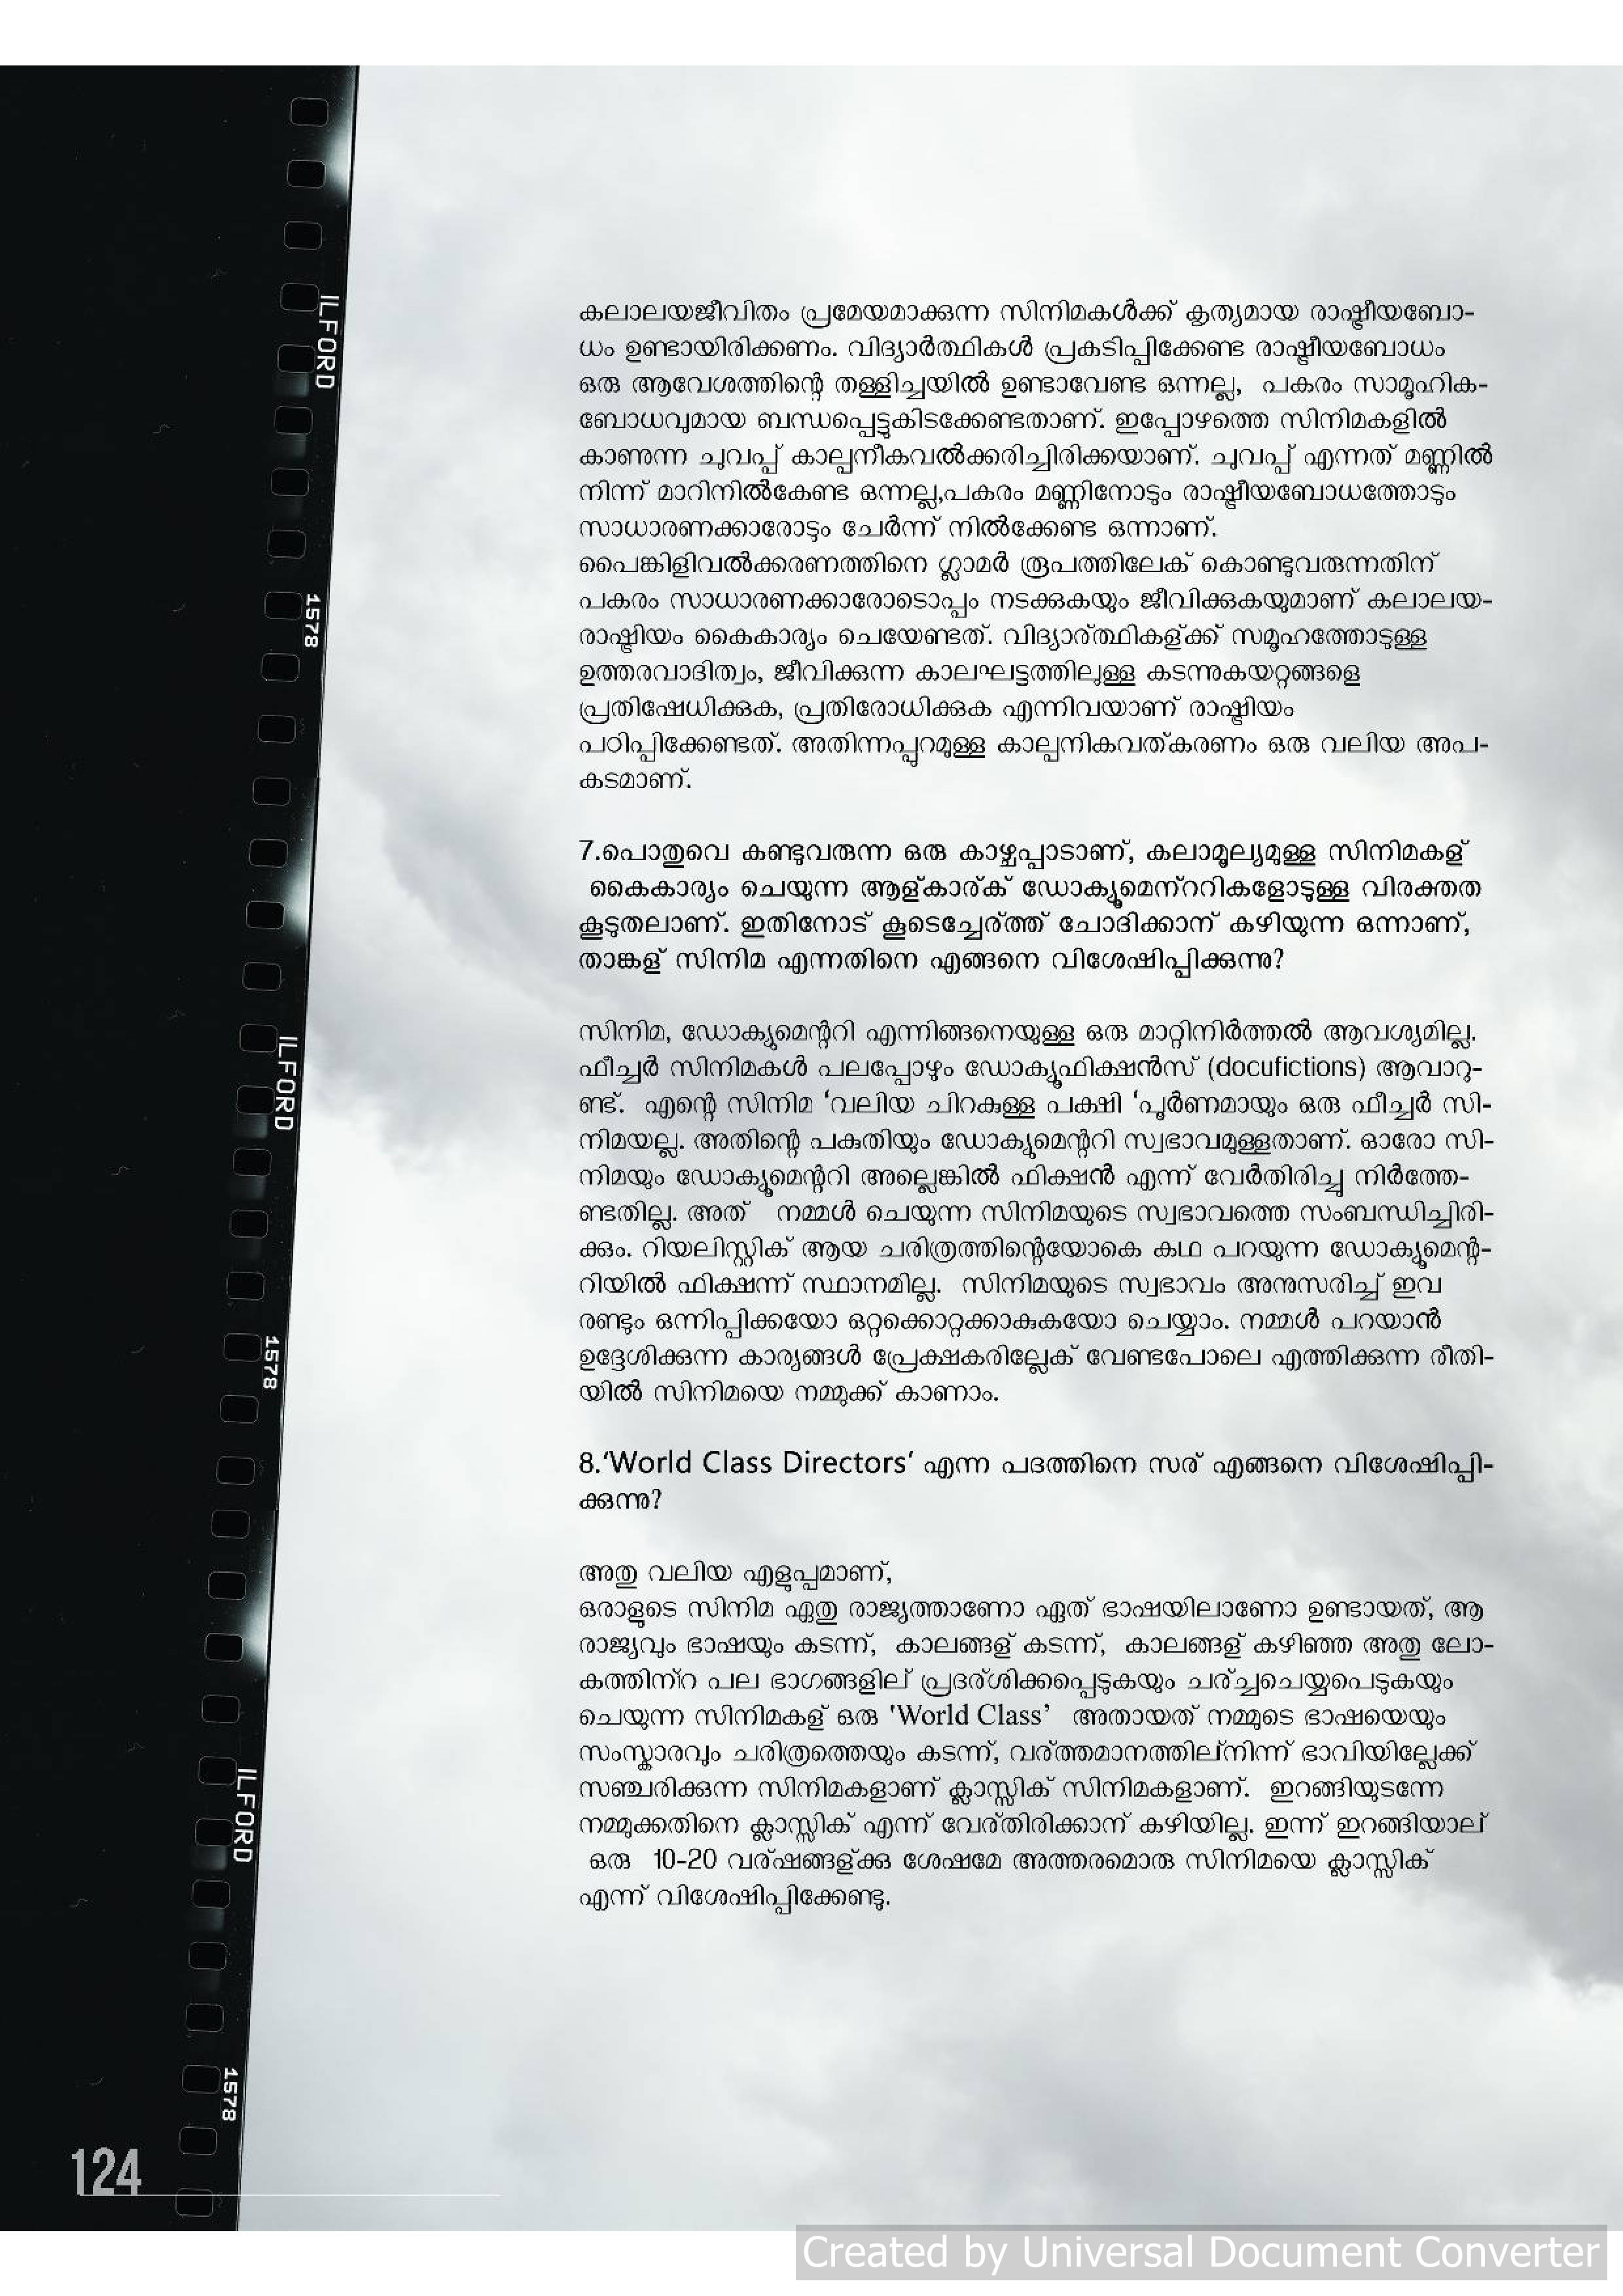 കലാലയജീവിതം പ്രമേയമാക്കുന്ന സിനിമകൾക്ക് കൃത്യമായ രാഷ്ട്രീയബോ-
ധം ഉണ്ടായിരിക്കണം. വിദ്യാർത്ഥികൾ പ്രകടിപ്പിക്കേണ്ട രാഷ്ട്രീയബോധം
ഒരു ആവേശത്തിന്റെ തള്ളിച്ചയിൽ ഉണ്ടാവേണ്ട ഒന്നല്ല, പകരം സാമൂഹിക-
ബോധവുമായ ബന്ധപ്പെട്ടുകിടക്കേണ്ടതാണ്. ഇപ്പോഴത്തെ സിനിമകളിൽ
കാണുന്ന ചുവപ്പ് കാല്പനീകവൽക്കരിച്ചിരിക്കയാണ്. ചുവപ്പ് എന്നത് മണ്ണിൽ
നിന്ന് മാറിനിൽകേണ്ട ഒന്നല്ല,പകരം മണ്ണിനോടും രാഷ്ട്രീയബോധത്തോടും
സാധാരണക്കാരോടും ചേർന്ന് നിൽക്കേണ്ട ഒന്നാണ്.
പൈങ്കിളിവൽക്കരണത്തിനെ ഗ്ലാമർ രൂപത്തിലേക് കൊണ്ടുവരുന്നതിന്
പകരം സാധാരണക്കാരോടൊപ്പം നടക്കുകയും ജീവിക്കുകയുമാണ് കലാലയ-
രാഷ്ട്രിയം കൈകാര്യം ചെയേണ്ടത്. വിദ്യാര്ത്ഥികള്ക്ക് സമൂഹത്തോടുള്ള
ഉത്തരവാദിത്വം, ജീവിക്കുന്ന കാലഘട്ടത്തിലുള്ള കടന്നുകയറ്റങ്ങളെ
പ്രതിഷേധിക്കുക, പ്രതിരോധിക്കുക എന്നിവയാണ് രാഷ്ട്രിയം
പഠിപ്പിക്കേണ്ടത്. അതിന്നപ്പുറമുള്ള കാല്പനികവത്കരണം ഒരു വലിയ അപ-
കടമാണ്.
7.പൊതുവെ കണ്ടുവരുന്ന ഒരു കാഴ്ചപ്പാടാണ്, കലാമൂല്യമുള്ള സിനിമകള്
കൈകാര്യം ചെയുന്ന ആള്കാര്ക് ഡോക്യൂമെന്ററികളോടുള്ള വിരക്തത
കൂടുതലാണ്. ഇതിനോട് കൂടെച്ചേര്ത്ത് ചോദിക്കാന് കഴിയുന്ന ഒന്നാണ്,
താങ്കള് സിനിമ എന്നതിനെ എങ്ങനെ വിശേഷിപ്പിക്കുന്നു?
സിനിമ, ഡോക്യുമെന്ററി എന്നിങ്ങനെയുള്ള ഒരു മാറ്റിനിർത്തൽ ആവശ്യമില്ല.
ഫീച്ചർ സിനിമകൾ പലപ്പോഴും ഡോക്യൂഫിക്ഷൻസ് (docufictions) ആവാറു-
ണ്ട്. എന്റെ സിനിമ ‘വലിയ ചിറകുള്ള പക്ഷി ‘പൂർണമായും ഒരു ഫീച്ചർ സി-
നിമയല്ല. അതിന്റെ പകുതിയും ഡോക്യുമെന്ററി സ്വഭാവമുള്ളതാണ്. ഓരോ സി-
നിമയും ഡോക്യൂമെന്ററി അല്ലെങ്കിൽ ഫിക്ഷൻ എന്ന് വേർതിരിച്ചു നിർത്തേ-
ണ്ടതില്ല. അത് നമ്മൾ ചെയുന്ന സിനിമയുടെ സ്വഭാവത്തെ സംബന്ധിച്ചിരി-
ക്കും. റിയലിസ്റ്റിക് ആയ ചരിത്രത്തിന്റെയോകെ കഥ പറയുന്ന ഡോക്യൂമെന്റ-
റിയിൽ ഫിക്ഷന്ന് സ്ഥാനമില്ല. സിനിമയുടെ സ്വഭാവം അനുസരിച്ച് ഇവ
രണ്ടും ഒന്നിപ്പിക്കയോ ഒറ്റക്കൊറ്റക്കാകുകയോ ചെയ്യാം. നമ്മൾ പറയാൻ
ഉദ്ദേശിക്കുന്ന കാര്യങ്ങൾ പ്രേക്ഷകരില്ലേക് വേണ്ടപോലെ എത്തിക്കുന്ന രീതി-
യിൽ സിനിമയെ നമ്മുക്ക് കാണാം.
8.‘World Class Directors‘ എന്ന പദത്തിനെ സര് എങ്ങനെ വിശേഷിപ്പി-
ക്കുന്നു?
അതു വലിയ എളുപ്പമാണ്,
ഒരാളുടെ സിനിമ ഏതു രാജ്യത്താണോ ഏത് ഭാഷയിലാണോ ഉണ്ടായത്, ആ
രാജ്യവും ഭാഷയും കടന്ന്, കാലങ്ങള് കടന്ന്, കാലങ്ങള് കഴിഞ്ഞ അതു ലോ-
കത്തിന്റ പല ഭാഗങ്ങളില് പ്രദര്ശിക്കപ്പെടുകയും ചര്ച്ചചെയ്യപെടുകയും
ചെയുന്ന സിനിമകള് ഒരു 'World Class’ അതായത് നമ്മുടെ ഭാഷയെയും
സംസ്കാരവും ചരിത്രത്തെയും കടന്ന്, വര്ത്തമാനത്തില്നിന്ന് ഭാവിയില്ലേക്ക്
സഞ്ചരിക്കുന്ന സിനിമകളാണ് ക്ലാസ്സിക് സിനിമകളാണ്. ഇറങ്ങിയുടന്നേ
നമ്മുക്കതിനെ ക്ലാസ്സിക് എന്ന് വേര്തിരിക്കാന് കഴിയില്ല. ഇന്ന് ഇറങ്ങിയാല്
ഒരു 10-20 വര്ഷങ്ങള്ക്കു ശേഷമേ അത്തരമൊരു സിനിമയെ ക്ലാസ്സിക്
എന്ന് വിശേഷിപ്പിക്കേണ്ടു.
ILFORD
1578
ILFORD
1578
ILFORD
1578
124
Created by Universal Document Converter